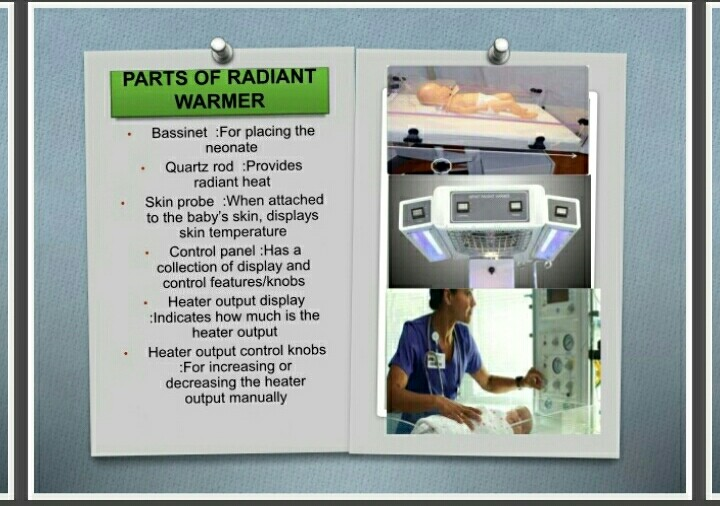 PARTS OF RADIANT
WARMER
• Bassinet :For placing the
neonate
• Quartz rod :Provides
radiant heat
• Skin probe :When attached
to the baby's skin, displays
skin temperature
• Control panel :Has a
collection of display and
control features/knobs
• Heater output display
:Indicates how much is the
heater output
• Heater output control knobs
:For increasing or
decreasing the heater
output manually